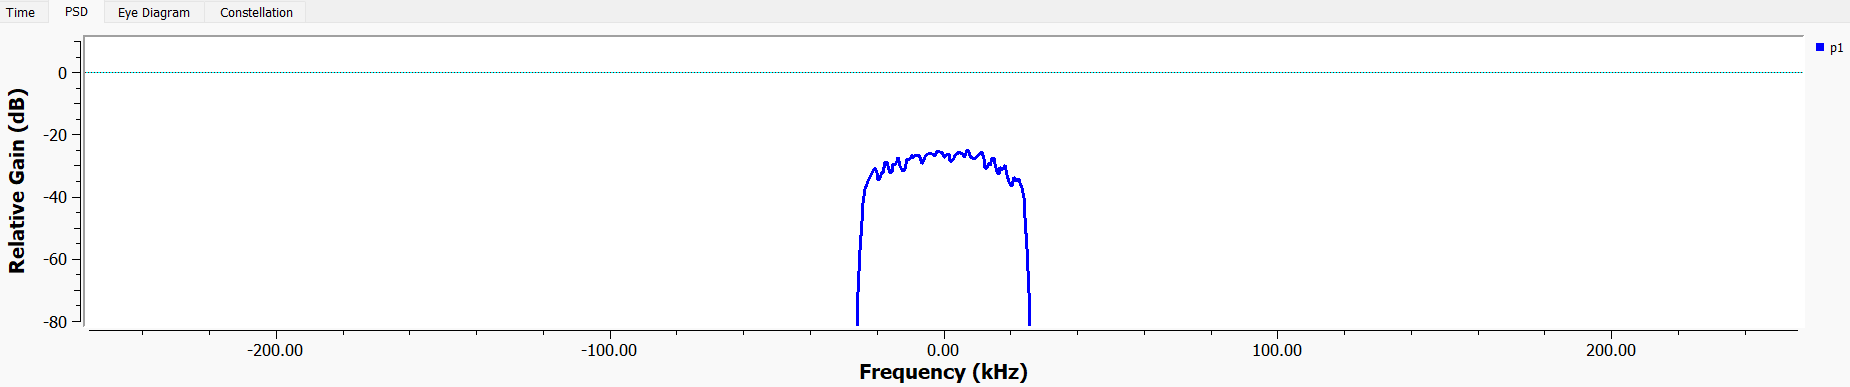 Time PSD Eye Diagram Constellation
p1
Relative Gain (dB)
0
-20
-40
-60
-80
-200.00 -100.00 0.00 100.00 200.00
Frequency (kHz)